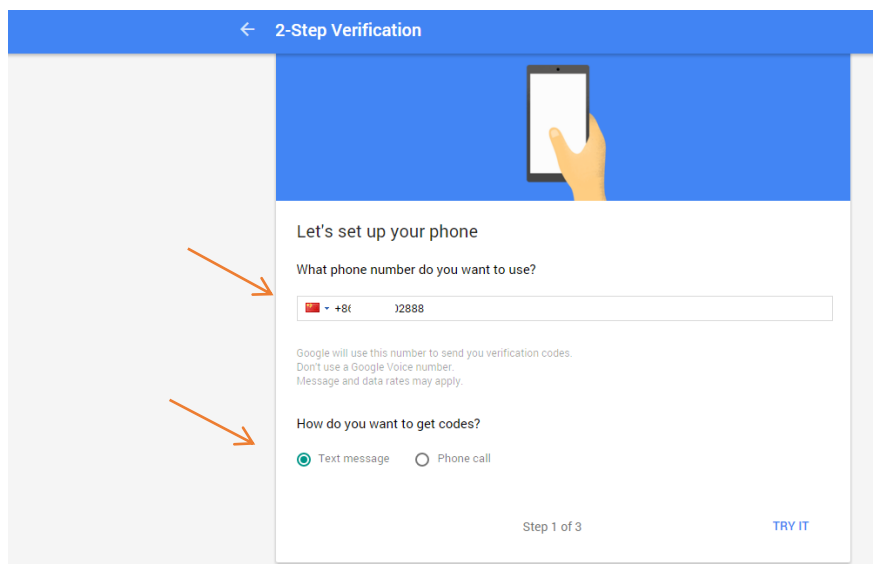 2-Step Verification
Let's set up your phone
What phone number do you want to use?
+86 02888
Google will use this number to send you verification codes.
Don't use a Google Voice number.
Message and data rates may apply.
How do you want to get codes?
Text message Phone call
Step 1 of 3 TRY IT